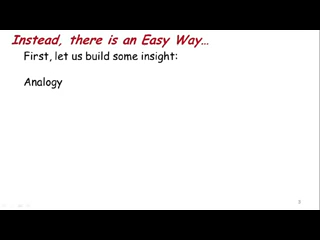 Instead, there is an Easy Way…
First, let us build some insight:
Analogy